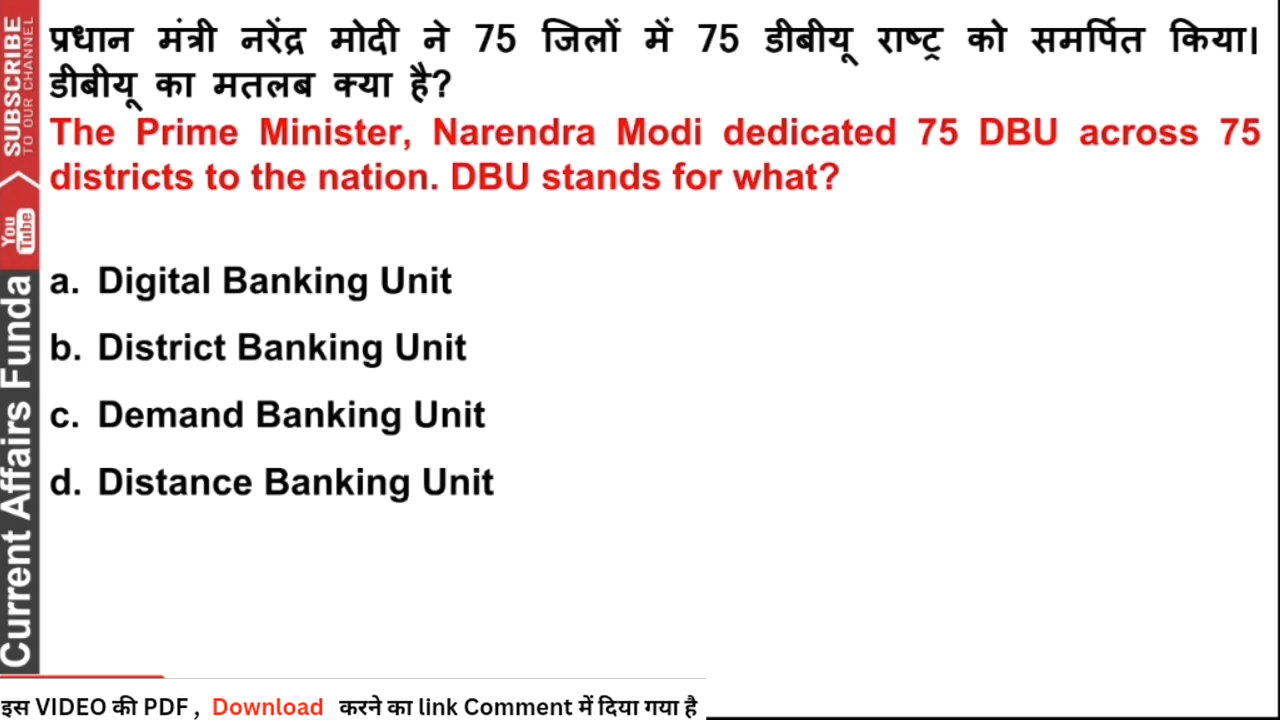 प्रधान मंत्री नरेंद्र मोदी ने 75 जिलों में 75 डीबीयू राष्ट्र को समर्पित किया।
डीबीयू का मतलब क्या है?
The Prime Minister, Narendra Modi dedicated 75 DBU across 75
districts to the nation. DBU stands for what?
a. Digital Banking Unit
b. District Banking Unit
c. Demand Banking Unit
d. Distance Banking Unit
SUBSCRIBE
TO OUR CHANNEL
You
Tube
Current Affairs Funda
इस VIDEO की PDF , Download करने का link Comment में दिया गया है